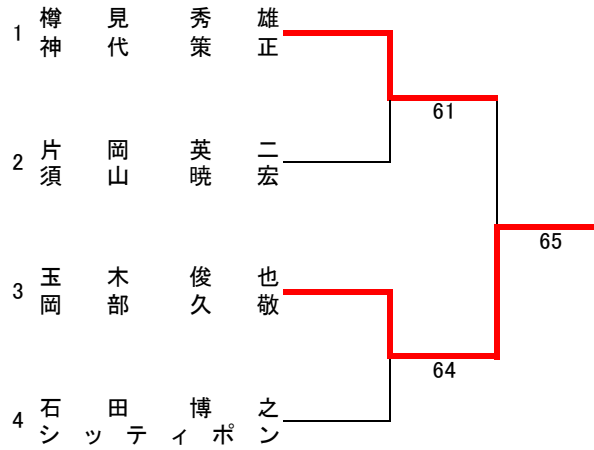 1 樽見 秀雄
神代 策正
61
2 片岡 英二
須山 暁宏
65
3 玉木 俊也
岡部 久敬
64
4 石田 博之
シッティポン